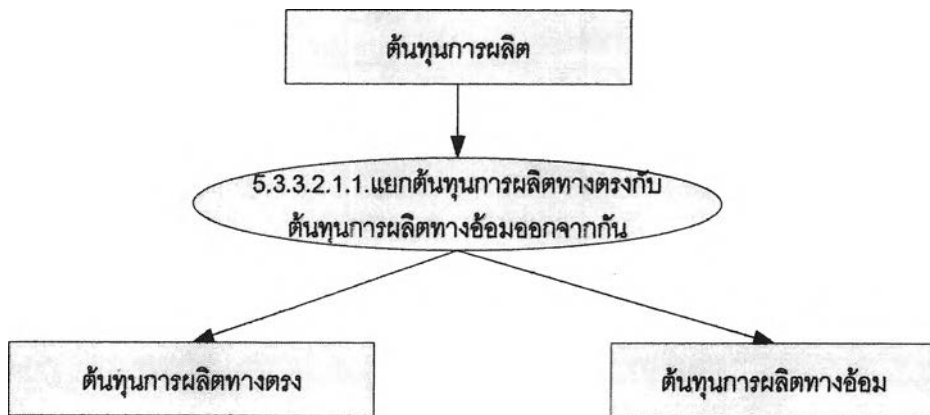 ต้นทุนการผลิต
5.3.3.2.1.1.แยกต้นทุนการผลิตทางตรงกับ
ต้นทุนการผลิตทางอ้อมออกจากกัน
ต้นทุนการผลิตทางตรง
ต้นทุนการผลิตทางอ้อม